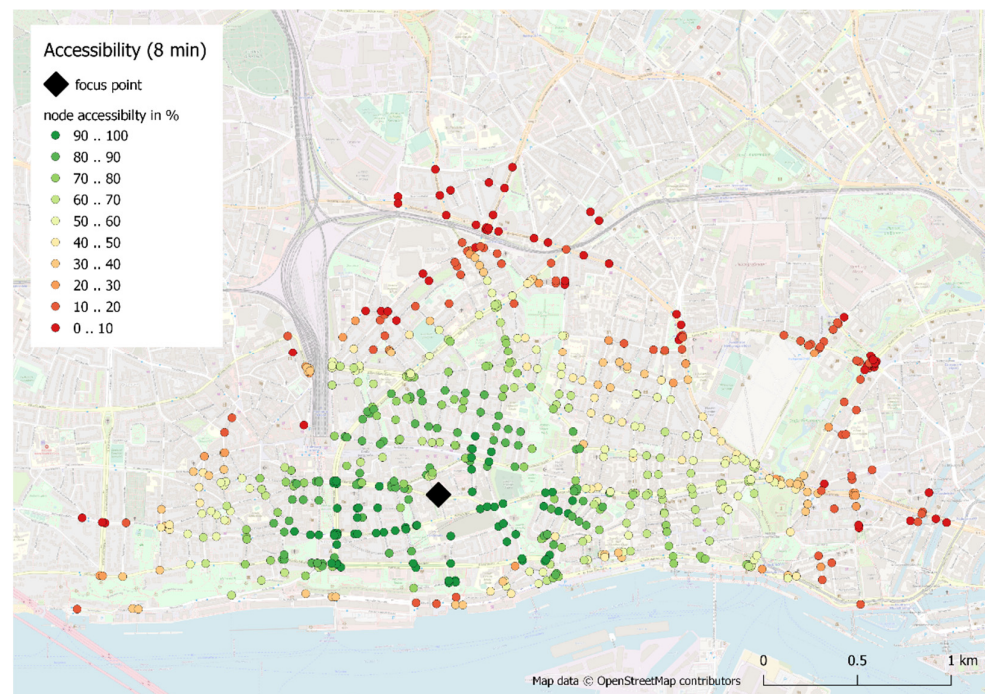 Accessibility (8 min)
focus point
node accessibilty in %
90 .. 100
80 .. 90
70 .. 80
60 .. 70
50 .. 60
40 .. 50
30 .. 40
20 .. 30
10 .. 20
0 .. 10
0 0.5 1 km
Map data © OpenStreetMap contributors